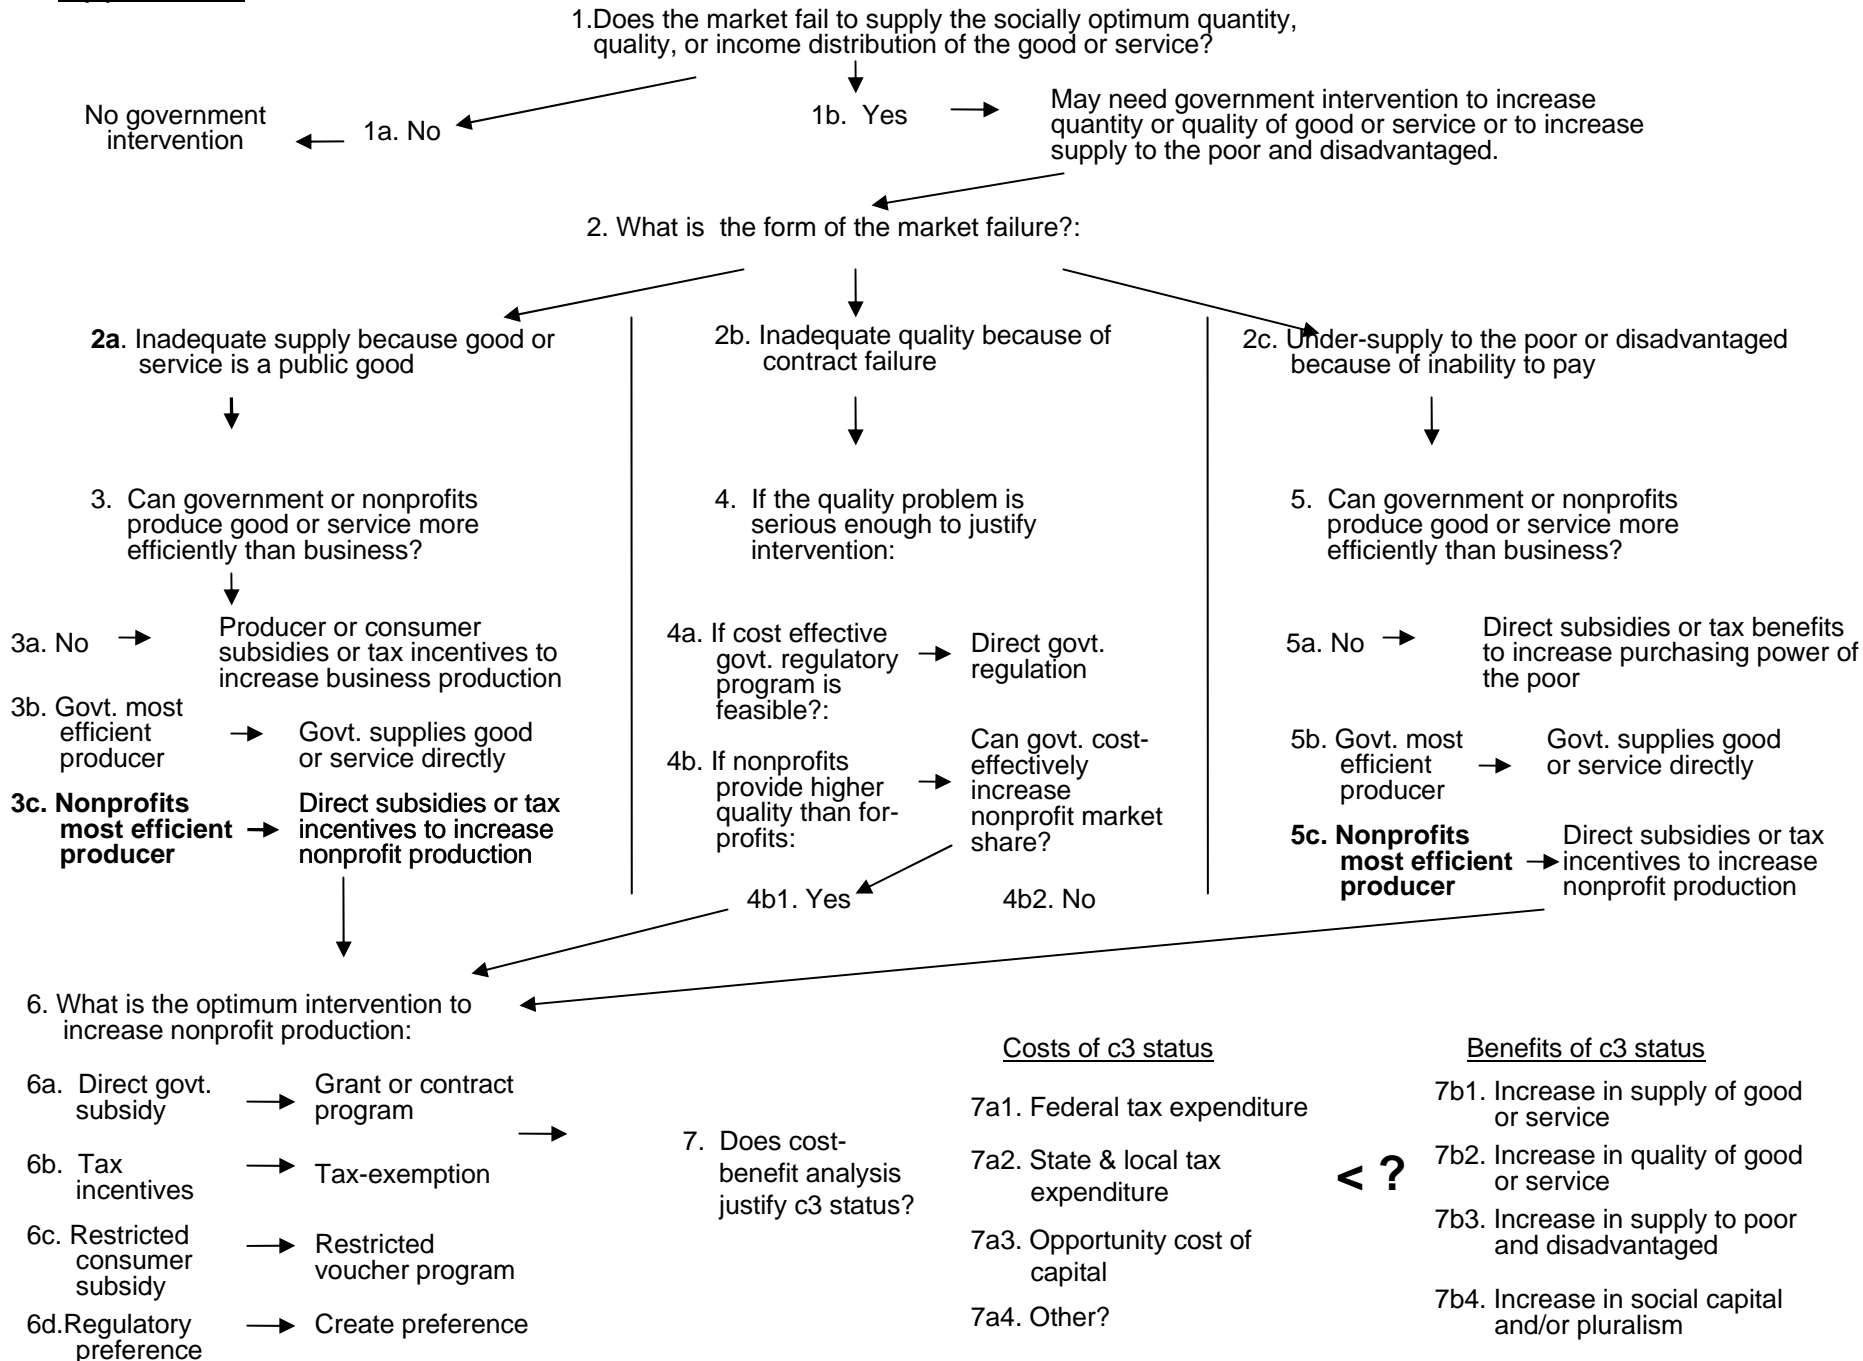 1.Does the market fail to supply the socially optimum quantity,
quality, or income distribution of the good or service?
No government
intervention
1a. No
1b. Yes
May need government intervention to increase
quantity or quality of good or service or to increase
supply to the poor and disadvantaged.
2. What is the form of the market failure?:
2a. Inadequate supply because good or
service is a public good
2b. Inadequate quality because of
contract failure
2c. Under-supply to the poor or disadvantaged
because of inability to pay
3. Can government or nonprofits
produce good or service more
efficiently than business?
3a. No
Producer or consumer
subsidies or tax incentives to
increase business production
3b. Govt. most
efficient
producer
Govt. supplies good
or service directly
3c. Nonprofits
most efficient
producer
Direct subsidies or tax
incentives to increase
nonprofit production
4. If the quality problem is
serious enough to justify
intervention:
4a. If cost effective
govt. regulatory
program is
feasible?:
Direct govt.
regulation
4b. If nonprofits
provide higher
quality than for-
profits:
Can govt. cost-
effectively
increase
nonprofit market
share?
4b1. Yes
4b2. No
5. Can government or nonprofits
produce good or service more
efficiently than business?
5a. No
Direct subsidies or tax benefits
to increase purchasing power of
the poor
5b. Govt. most
efficient
producer
Govt. supplies good
or service directly
5c. Nonprofits
most efficient
producer
Direct subsidies or tax
incentives to increase
nonprofit production
6. What is the optimum intervention to
increase nonprofit production:
6a. Direct govt.
subsidy
Grant or contract
program
6b. Tax
incentives
Tax-exemption
6c. Restricted
consumer
subsidy
Restricted
voucher program
6d.Regulatory
preference
Create preference
7. Does cost-
benefit analysis
justify c3 status?
Costs of c3 status
7a1. Federal tax expenditure
7a2. State & local tax
expenditure
7a3. Opportunity cost of
capital
7a4. Other?
< ?
Benefits of c3 status
7b1. Increase in supply of good
or service
7b2. Increase in quality of good
or service
7b3. Increase in supply to poor
and disadvantaged
7b4. Increase in social capital
and/or pluralism